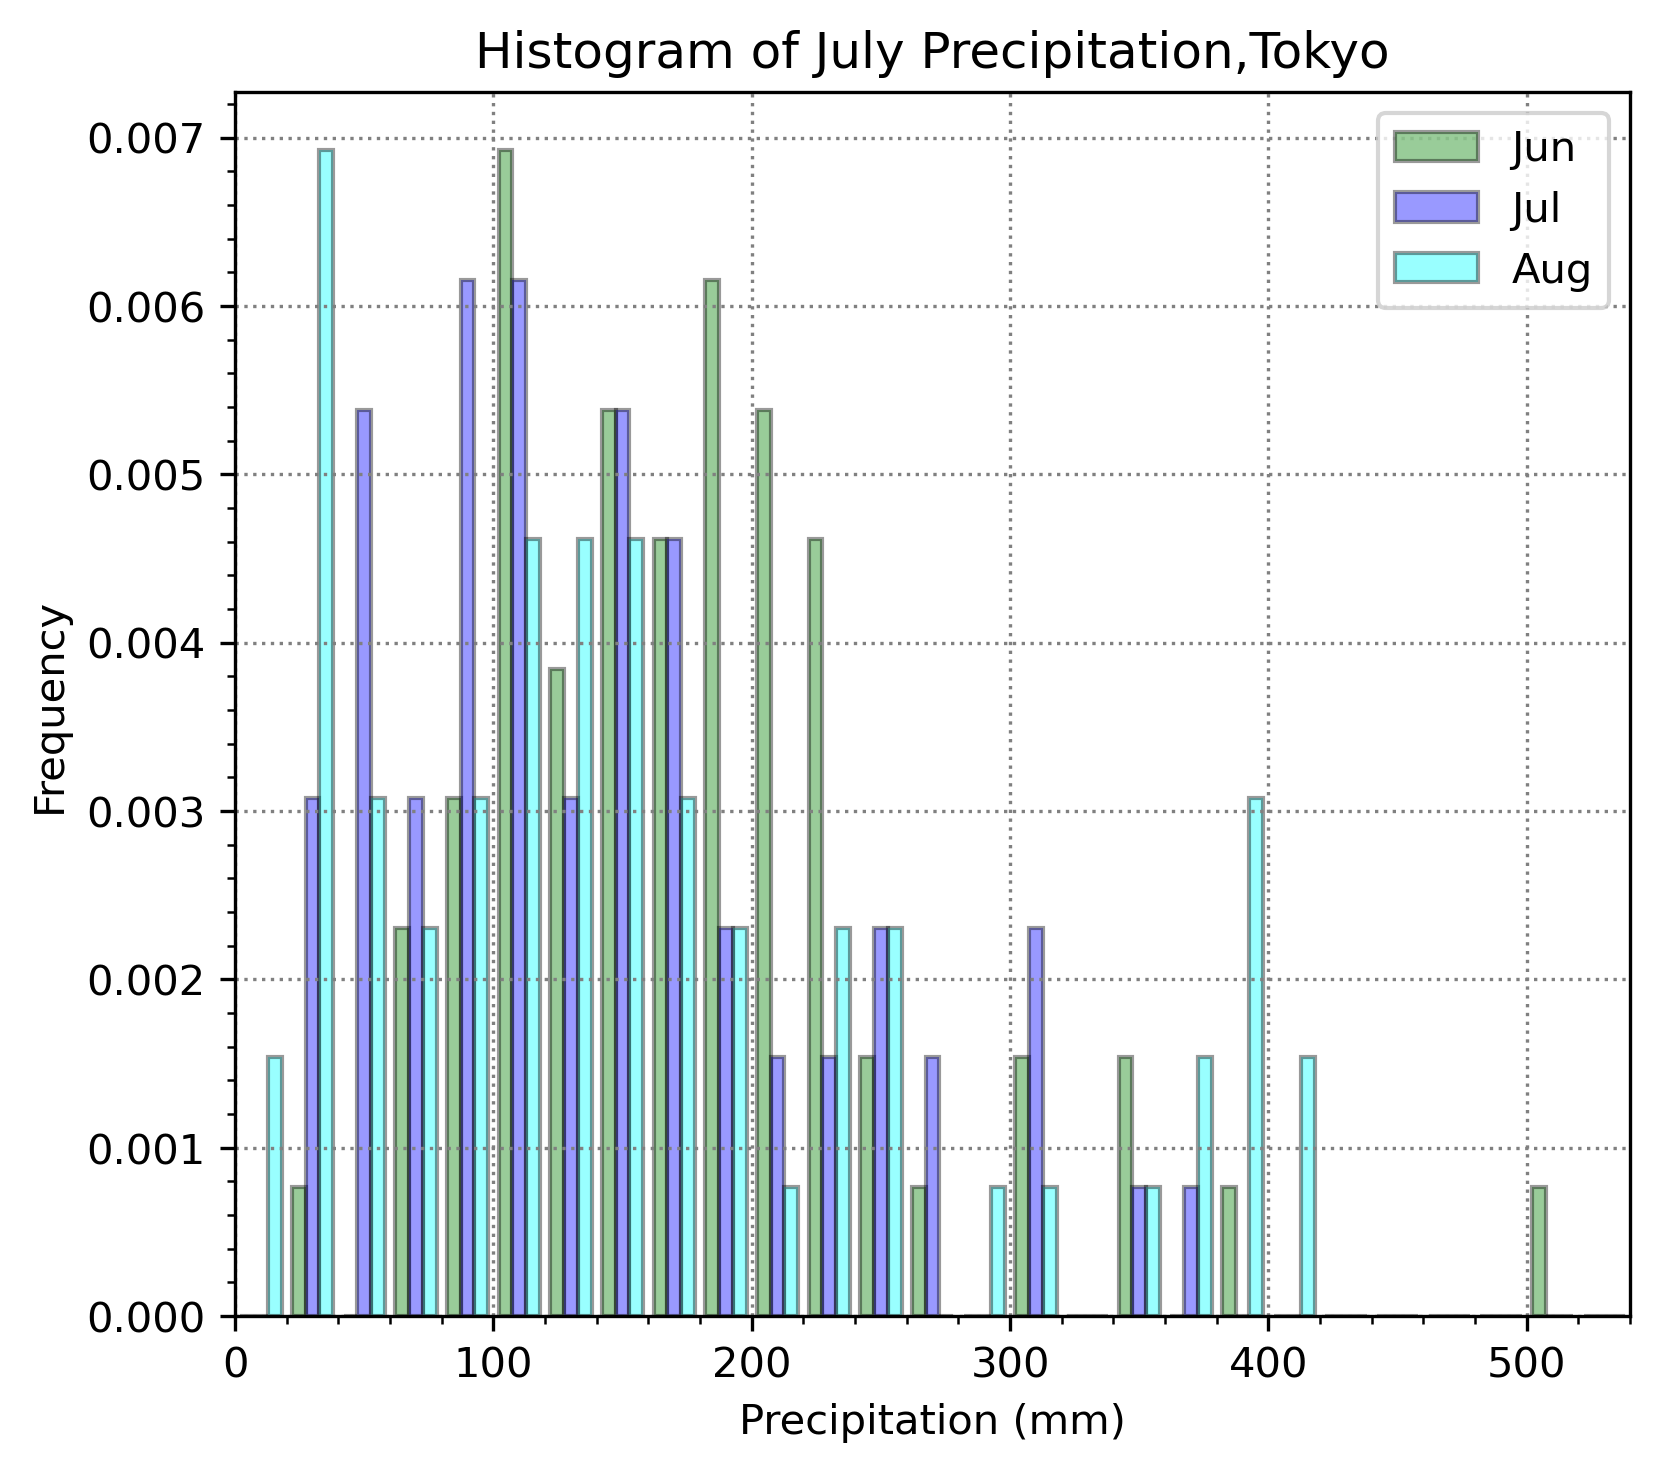 Histogram of July Precipitation,Tokyo
Jun
Jul
Aug
Frequency
0.007
0.006
0.005
0.004
0.003
0.002
0.001
0.000
0 100 200 300 400 500
Precipitation (mm)